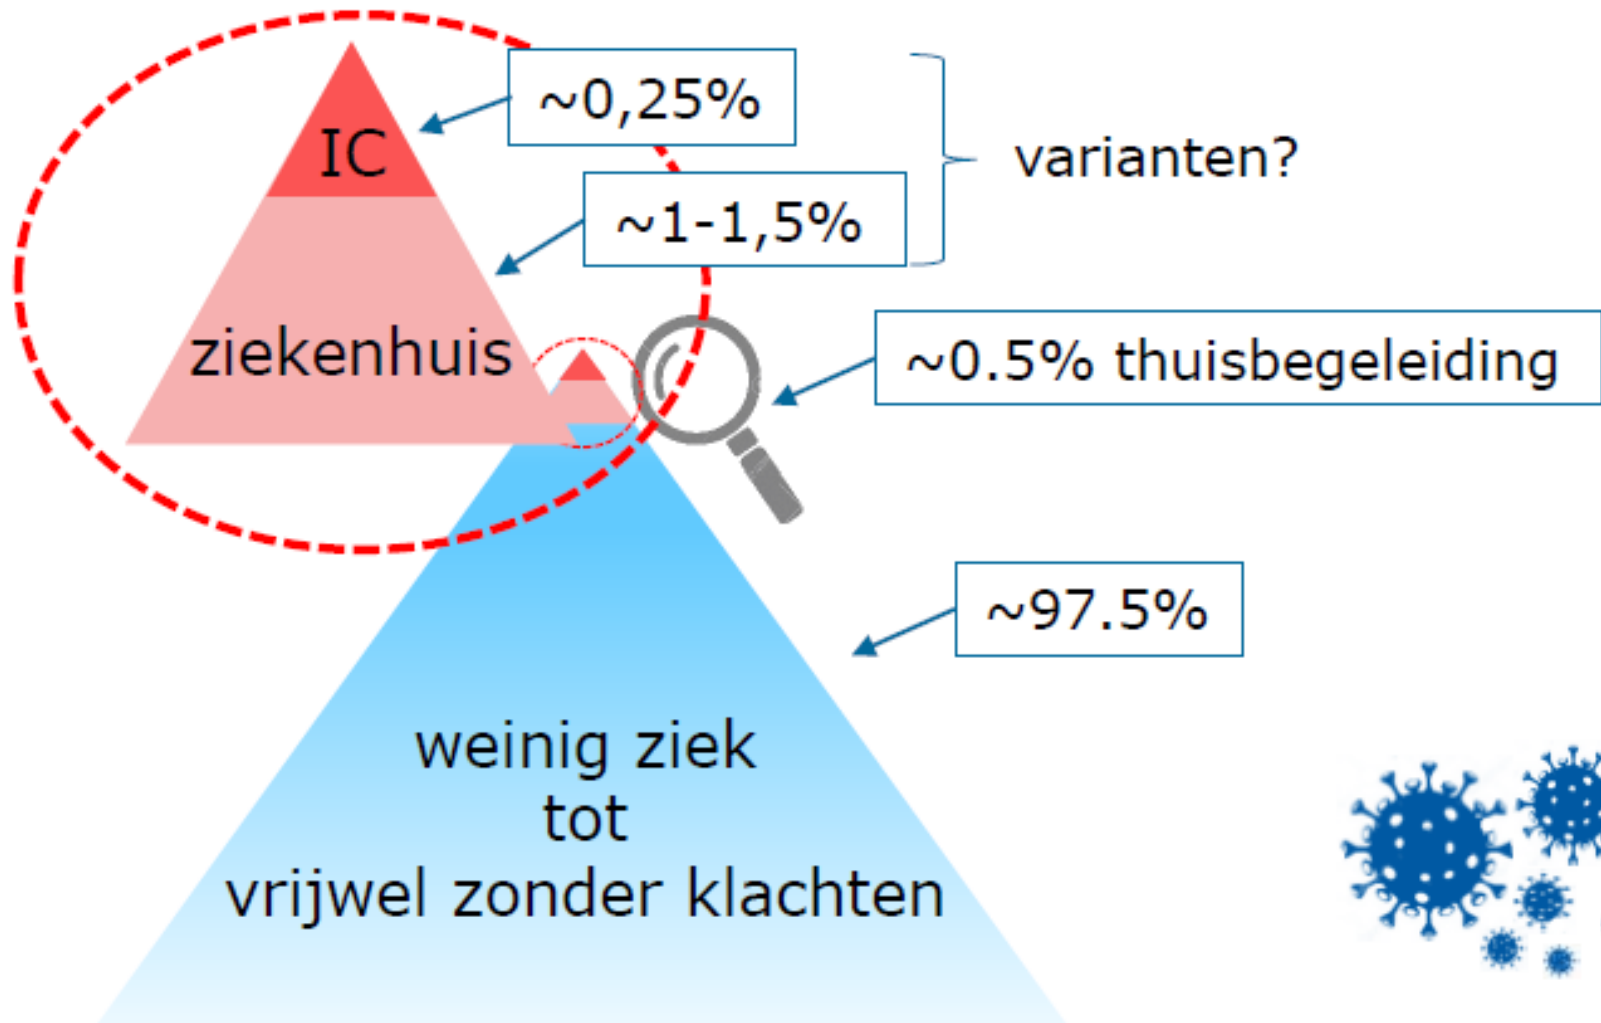 ~0,25%
IC
varianten?
~1-1,5%
ziekenhuis
~0.5% thuisbegeleiding
~97.5%
weinig ziek
tot
vrijwel zonder klachten